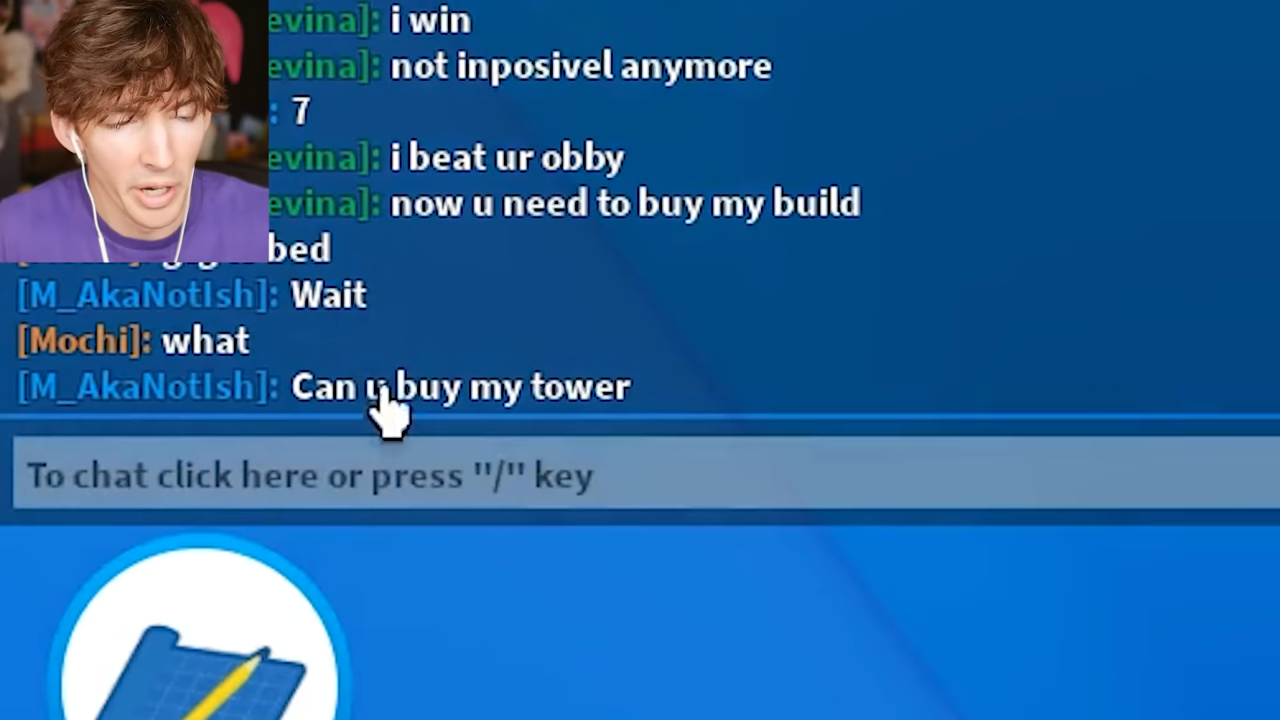 evina]: i win
evina]: not inposivel anymore
: 7
evina]: i beat ur obby
evina]: now u need to buy my build
bed
[M_AkaNotIsh]: Wait
[Mochi]: what
[M_AkaNotIsh]: Can u buy my tower
To chat click here or press "/" key